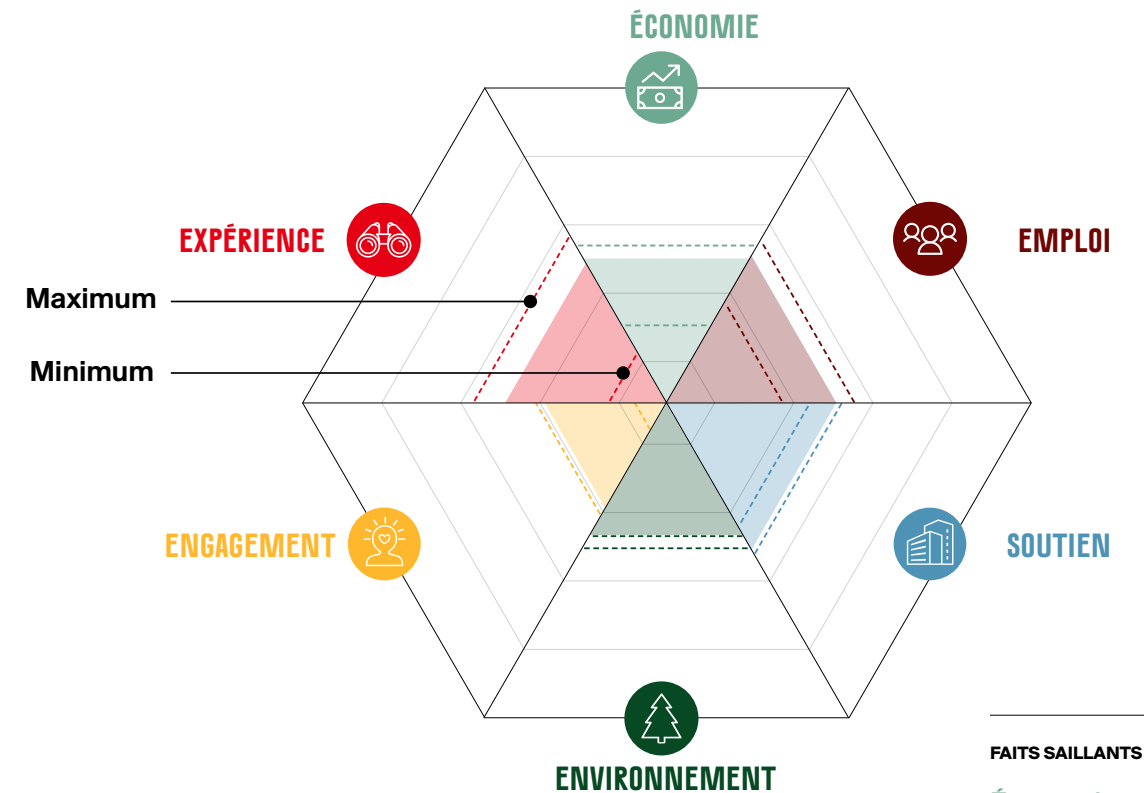 ÉCONOMIE
EXPÉRIENCE
EMPLOI
Maximum
Minimum
ENGAGEMENT
SOUTIEN
FAITS SAILLANTS
ENVIRONNEMENT